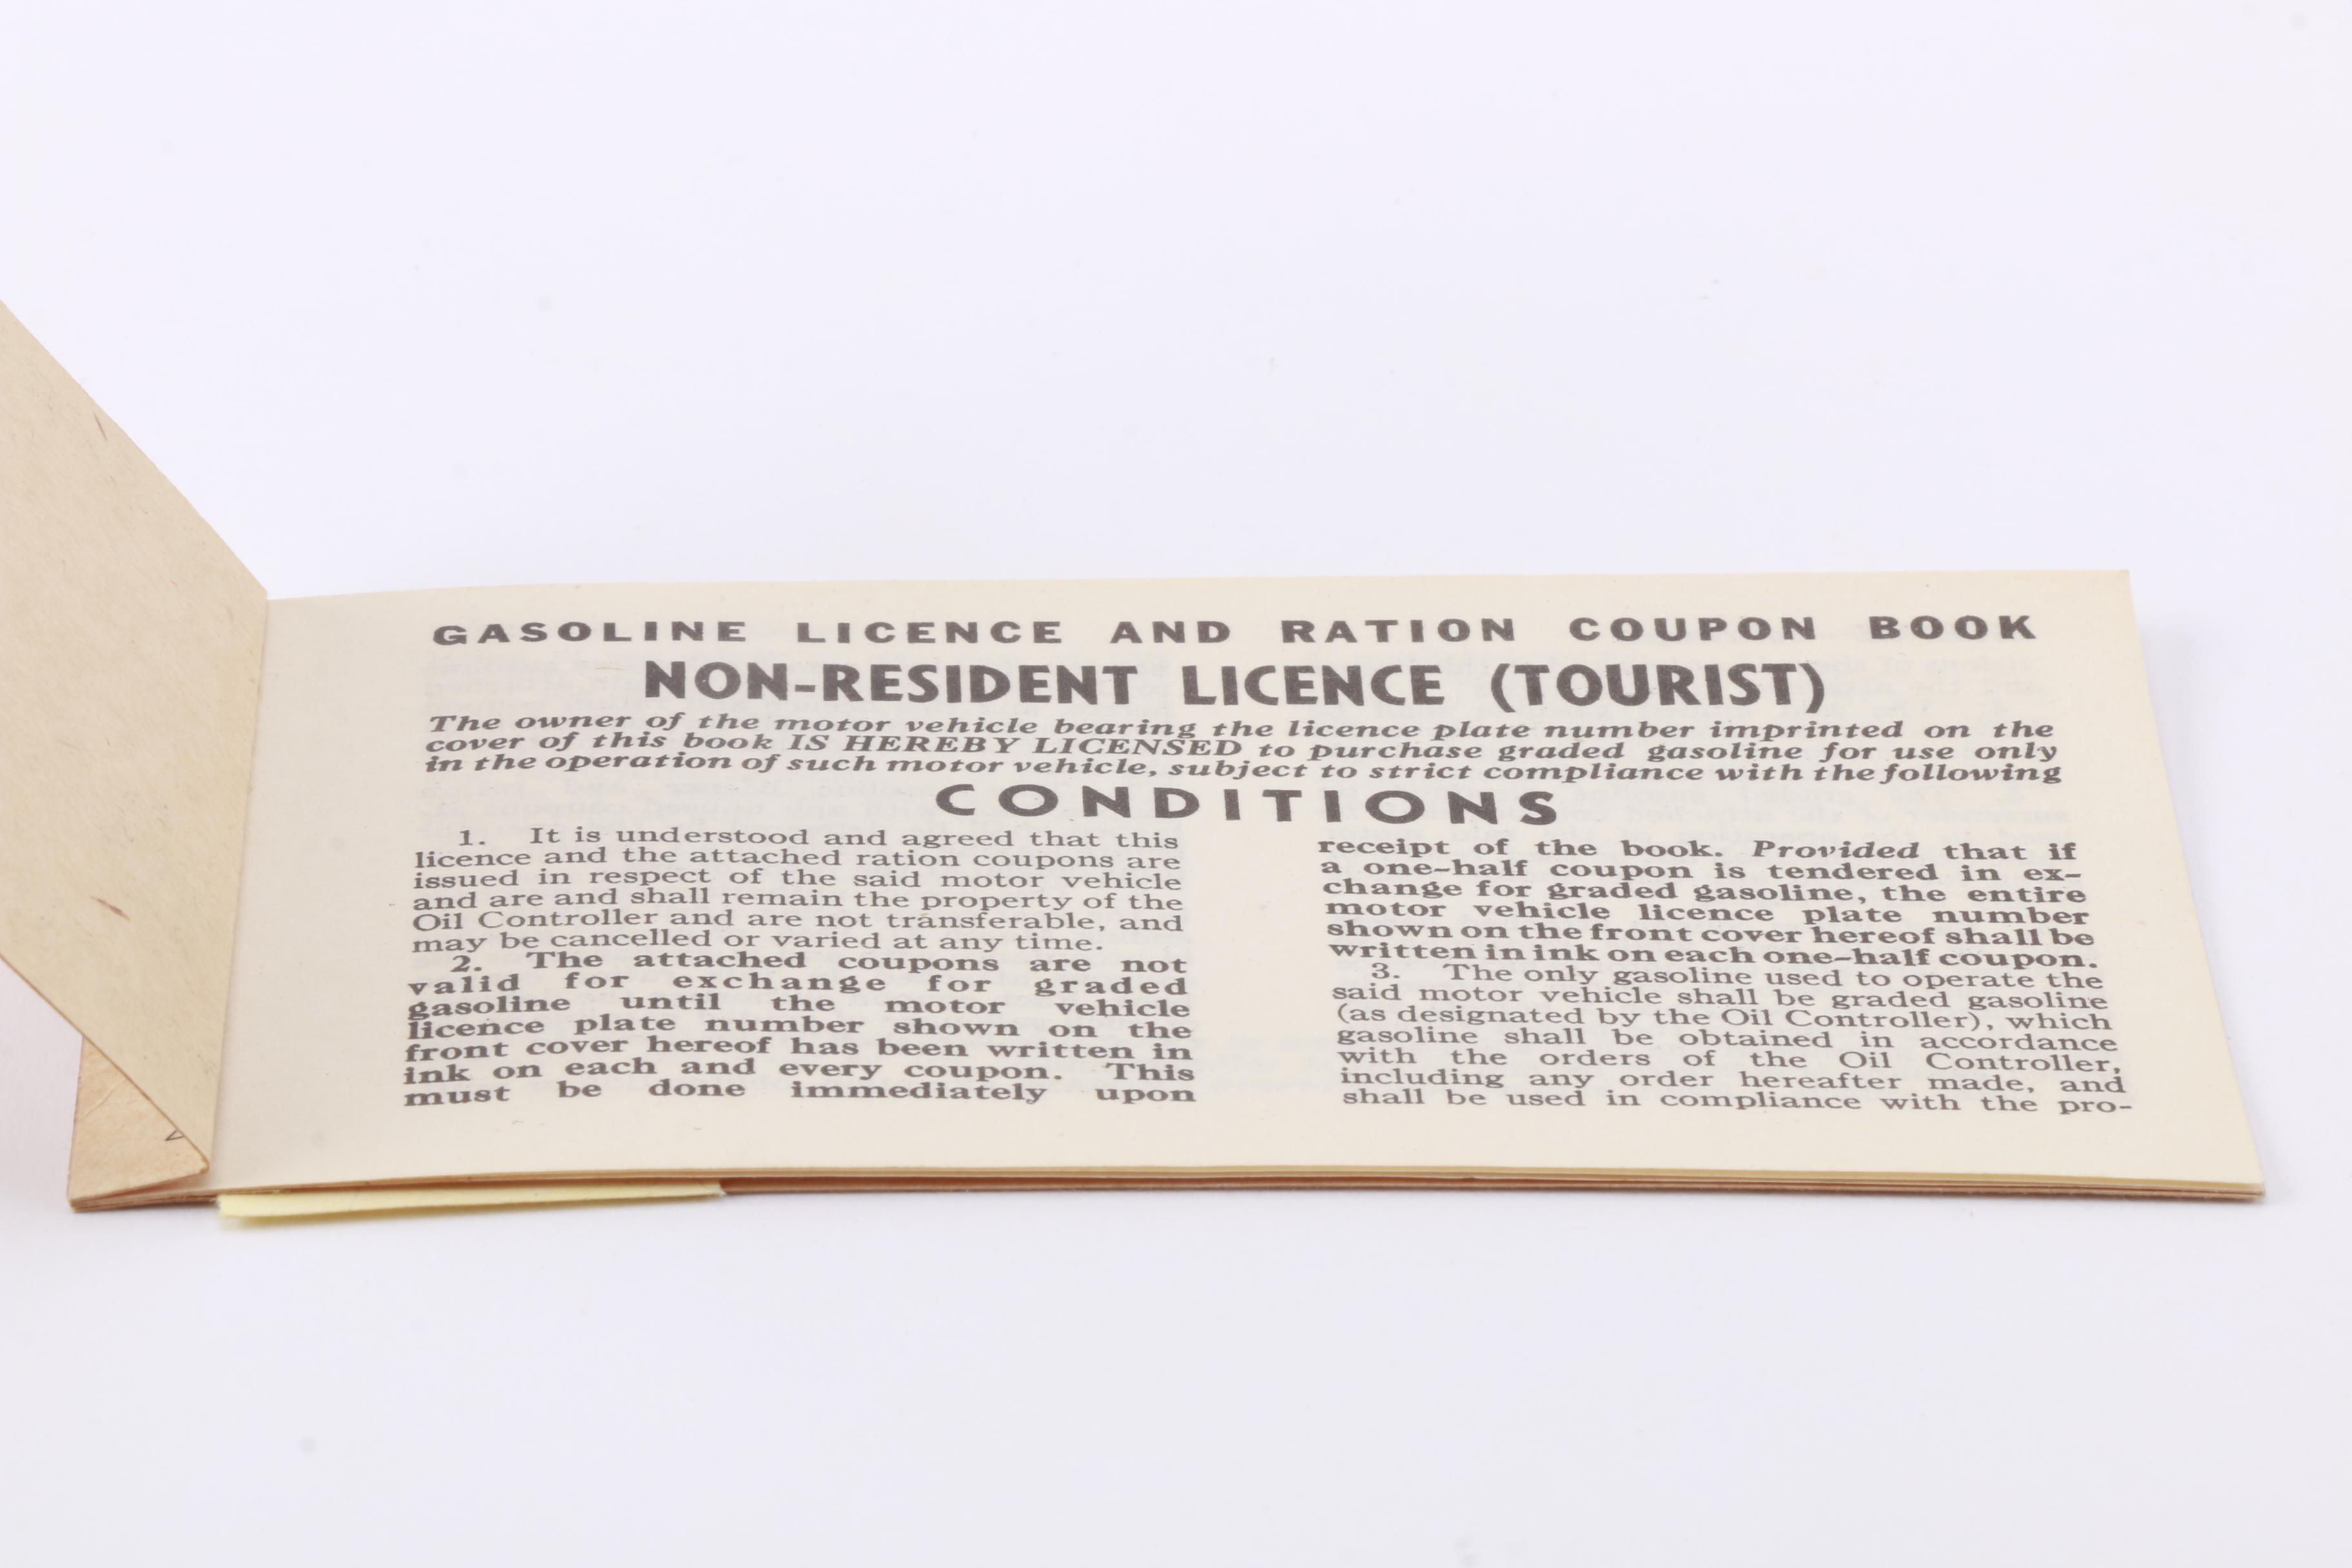 GASOLINE LICENCE AND RATION COUPON BOOK
NON-RESIDENT LICENCE (TOURIST)
The owner of the motor vehicle bearing the licence plate number imprinted on the
cover of this book IS HEREBY LICENSED to purchase graded gasoline for use only
in the operation of such motor vehicle, subject to strict compliance with the following
CONDITIONS
1. It is understood and agreed that this
licence and the attached ration coupons are
issued in respect of the said motor vehicle
and are and shall remain the property of the
Oil Controller and are not transferable, and
may be cancelled or varied at any time.
2. The attached coupons are not
valid for exchange for graded
gasoline until the motor vehicle
licence plate number shown on the
front cover hereof has been written in
ink on each and every coupon. This
must be done immediately upon
receipt of the book. Provided that if
a one-half coupon is tendered in ex-
change for graded gasoline, the entire
motor vehicle licence plate number
shown on the front cover hereof shall be
written in ink on each one-half coupon.
3. The only gasoline used to operate the
said motor vehicle shall be graded gasoline
(as designated by the Oil Controller), which
gasoline shall be obtained in accordance
with the orders of the Oil Controller,
including any order hereafter made, and
shall be used in compliance with the pro-